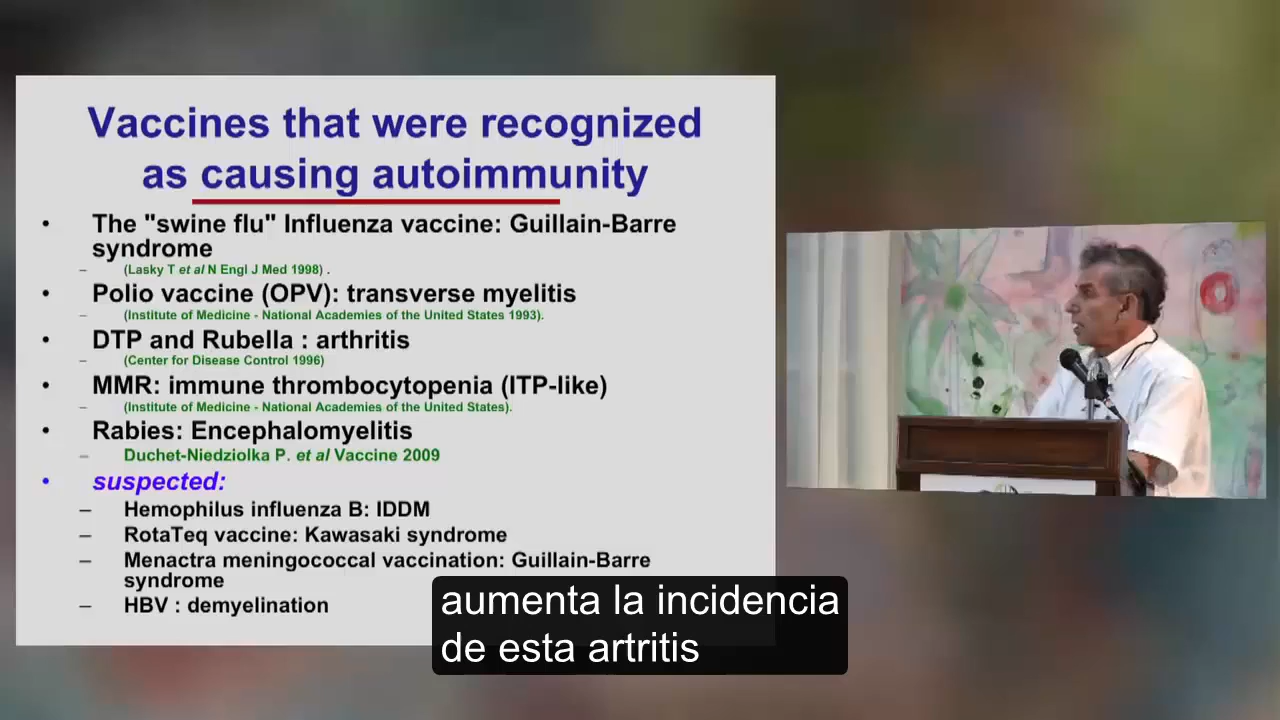 Vaccines that were recognized
as causing autoimmunity
• The "swine flu" Influenza vaccine: Guillain-Barre
syndrome
– (Lasky T et al N Engl J Med 1998) .
• Polio vaccine (OPV): transverse myelitis
– (Institute of Medicine - National Academies of the United States 1993).
• DTP and Rubella : arthritis
– (Center for Disease Control 1996)
• MMR: immune thrombocytopenia (ITP-like)
– (Institute of Medicine - National Academies of the United States).
• Rabies: Encephalomyelitis
– Duchet-Niedziolka P. et al Vaccine 2009
• suspected:
– Hemophilus influenza B: IDDM
– RotaTeq vaccine: Kawasaki syndrome
– Menactra meningococcal vaccination: Guillain-Barre
syndrome
– HBV : demyelination
aumenta la incidencia
de esta artritis